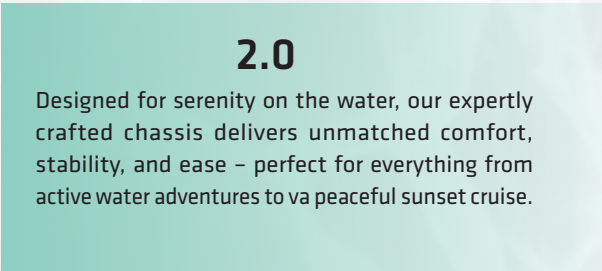 2.0
Designed for serenity on the water, our expertly
crafted chassis delivers unmatched comfort,
stability, and ease – perfect for everything from
active water adventures to va peaceful sunset cruise.